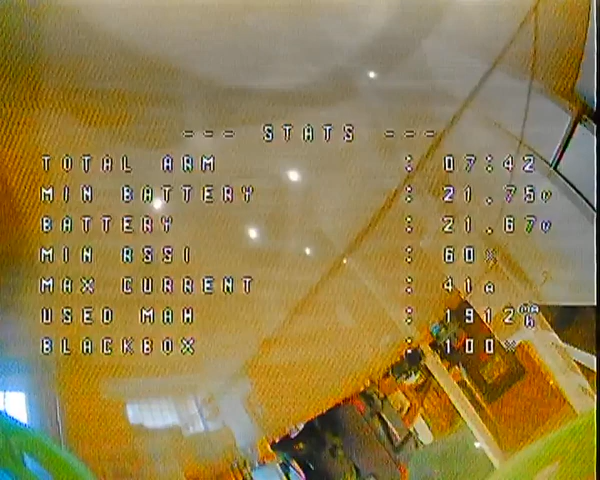 --- STATS ---
TOTAL ARM : 07:42
MIN BATTERY : 21.75V
BATTERY : 21.67V
MIN RSSI : 60%
MAX CURRENT : 41A
USED MAH : 1912mAh
BLACKBOX : 100%